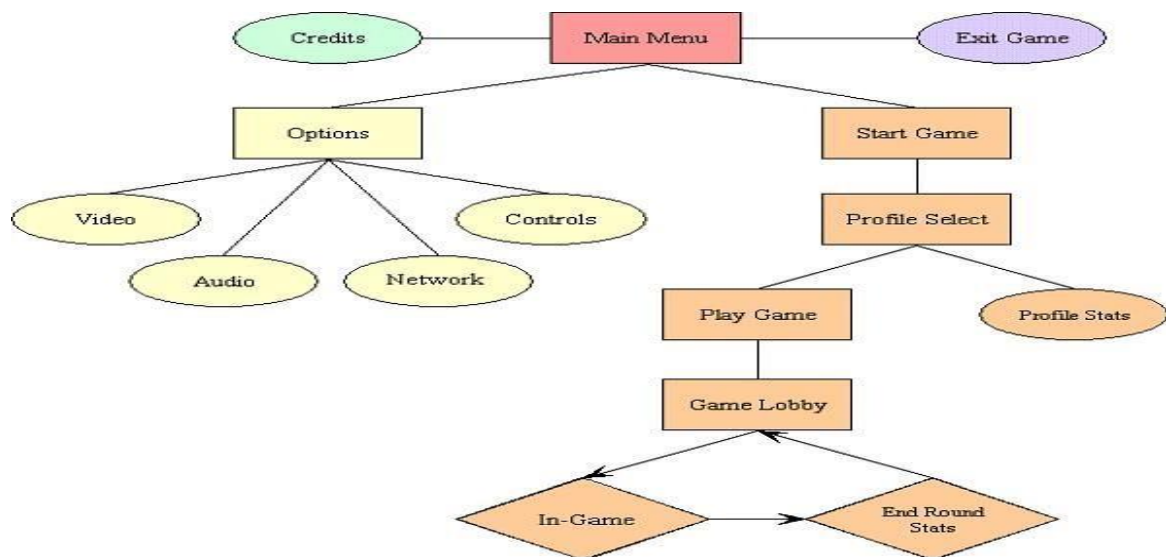 Credits
Main Menu
Exit Game
Options
Start Game
Video
Controls
Profile Select
Audio
Network
Play Game
Profile Stats
Game Lobby
In-Game
End Round
Stats